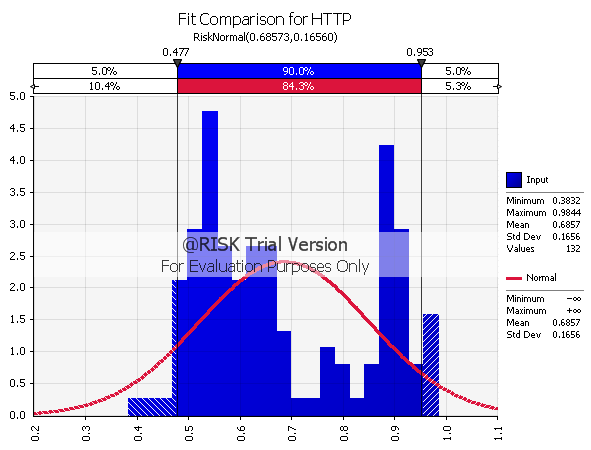 Fit Comparison for HTTP
RiskNormal(0.68573,0.16560)
0.477 0.953
5.0% 90.0% 5.0%
10.4% 84.3% 5.3%
5.0
4.5
4.0
3.5
3.0
2.5
2.0
1.5
1.0
0.5
0.0
0.2 0.3 0.4 0.5 0.6 0.7 0.8 0.9 1.0 1.1
@RISK Trial Version
For Evaluation Purposes Only
Input
Minimum 0.3832
Maximum 0.9844
Mean 0.6857
Std Dev 0.1656
Values 132
Normal
Minimum −∞
Maximum +∞
Mean 0.6857
Std Dev 0.1656